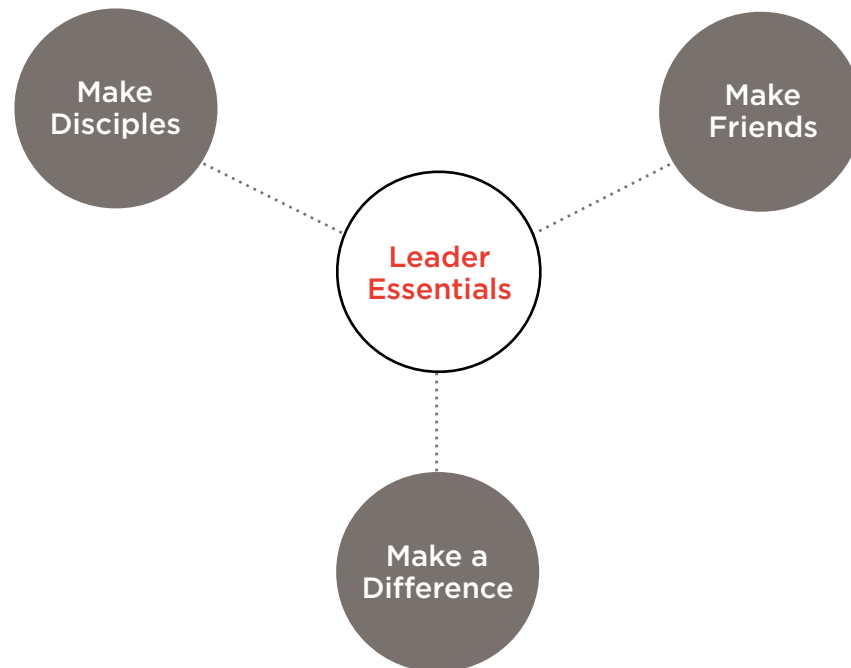 Make
Disciples
Make
Friends
Leader
Essentials
Make a
Difference